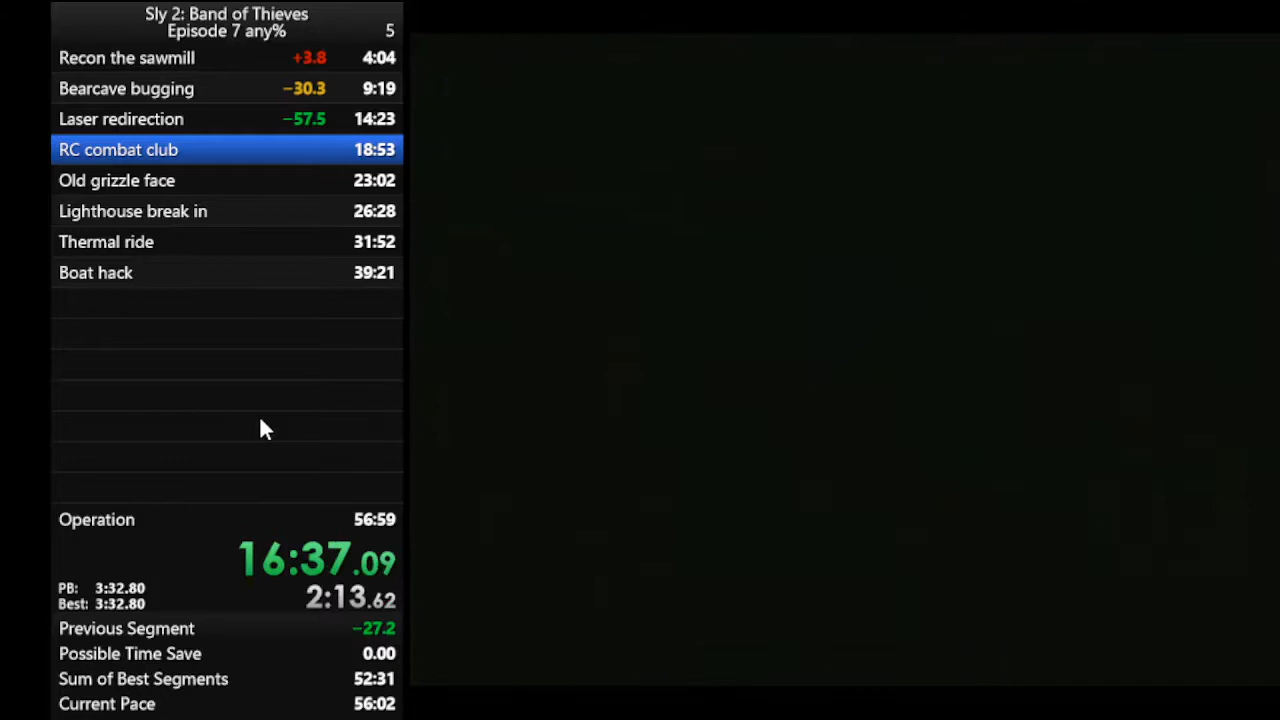 Sly 2: Band of Thieves
Episode 7 any% 5
Recon the sawmill +3.8 4:04
Bearcave bugging −30.3 9:19
Laser redirection −57.5 14:23
RC combat club 18:53
Old grizzle face 23:02
Lighthouse break in 26:28
Thermal ride 31:52
Boat hack 39:21
Operation 56:59
16:37.09
PB: 3:32.80
Best: 3:32.80
2:13.62
Previous Segment −27.2
Possible Time Save 0.00
Sum of Best Segments 52:31
Current Pace 56:02